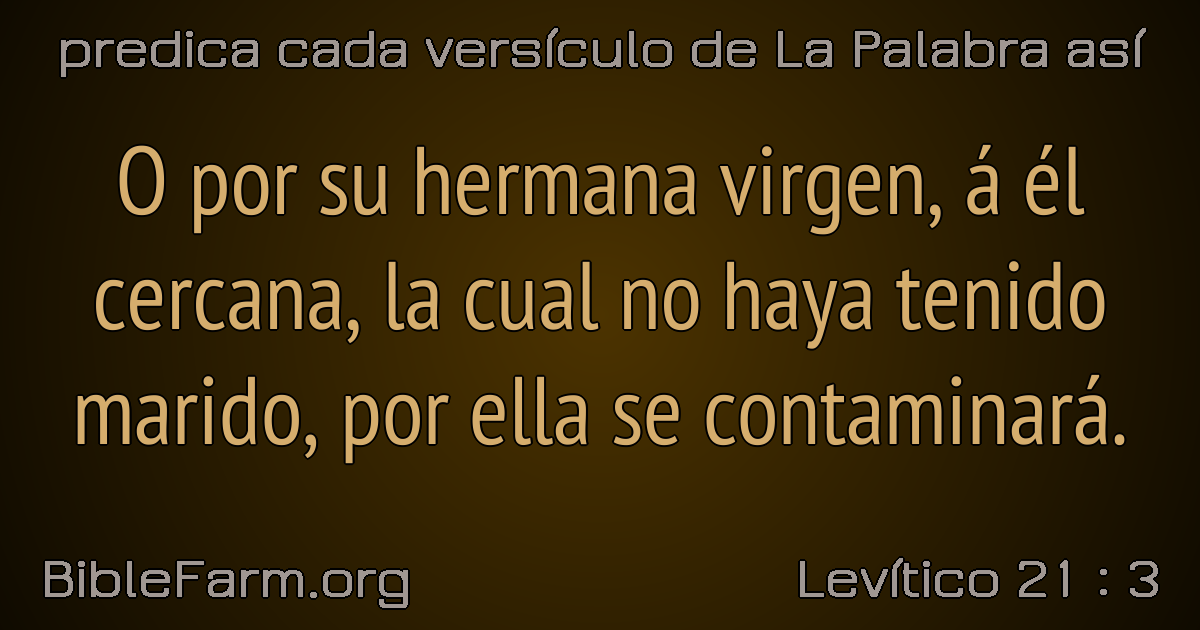 predica cada versículo de La Palabra así
O por su hermana virgen, á él
cercana, la cual no haya tenido
marido, por ella se contaminará.
BibleFarm.org
Levítico 21 : 3